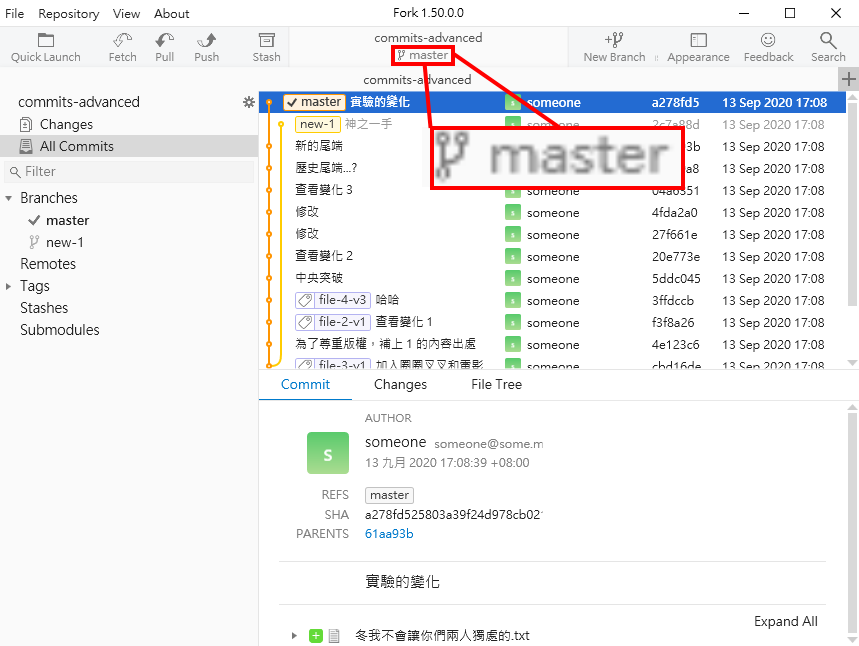 File Repository View About Fork 1.50.0.0
Quick Launch Fetch Pull Push Stash commits-advanced master New Branch Appearance Feedback Search
commits-advanced
master
commits-advanced
Changes
All Commits
Filter
Branches
master
new-1
Remotes
Tags
Stashes
Submodules
master 實驗的變化 s someone a278fd5 13 Sep 2020 17:08
new-1 神之一手 someone 2c7a88d 13 Sep 2020 17:08
新的尾端 3b 13 Sep 2020 17:08
歷史尾端...? a8 13 Sep 2020 17:08
查看變化 3 s someone 04a6551 13 Sep 2020 17:08
修改 s someone 4fda2a0 13 Sep 2020 17:08
修改 s someone 27f661e 13 Sep 2020 17:08
查看變化 2 s someone 20e773e 13 Sep 2020 17:08
中央突破 s someone 5ddc045 13 Sep 2020 17:08
file-4-v3 哈哈 s someone 3ffdccb 13 Sep 2020 17:08
file-2-v1 查看變化 1 s someone f3f8a26 13 Sep 2020 17:08
為了尊重版權，補上 1 的內容出處 s someone 4e123c6 13 Sep 2020 17:08
file-3-v1 加入圈圈叉叉和電影 s someone cbd16de 13 Sep 2020 17:08
Commit Changes File Tree
AUTHOR
S someone someone@some.m
13 九月 2020 17:08:39 +08:00
REFS master
SHA a278fd525803a39f24d978cb02
PARENTS 61aa93b
實驗的變化
Expand All
冬我不會讓你們兩人獨處的.txt